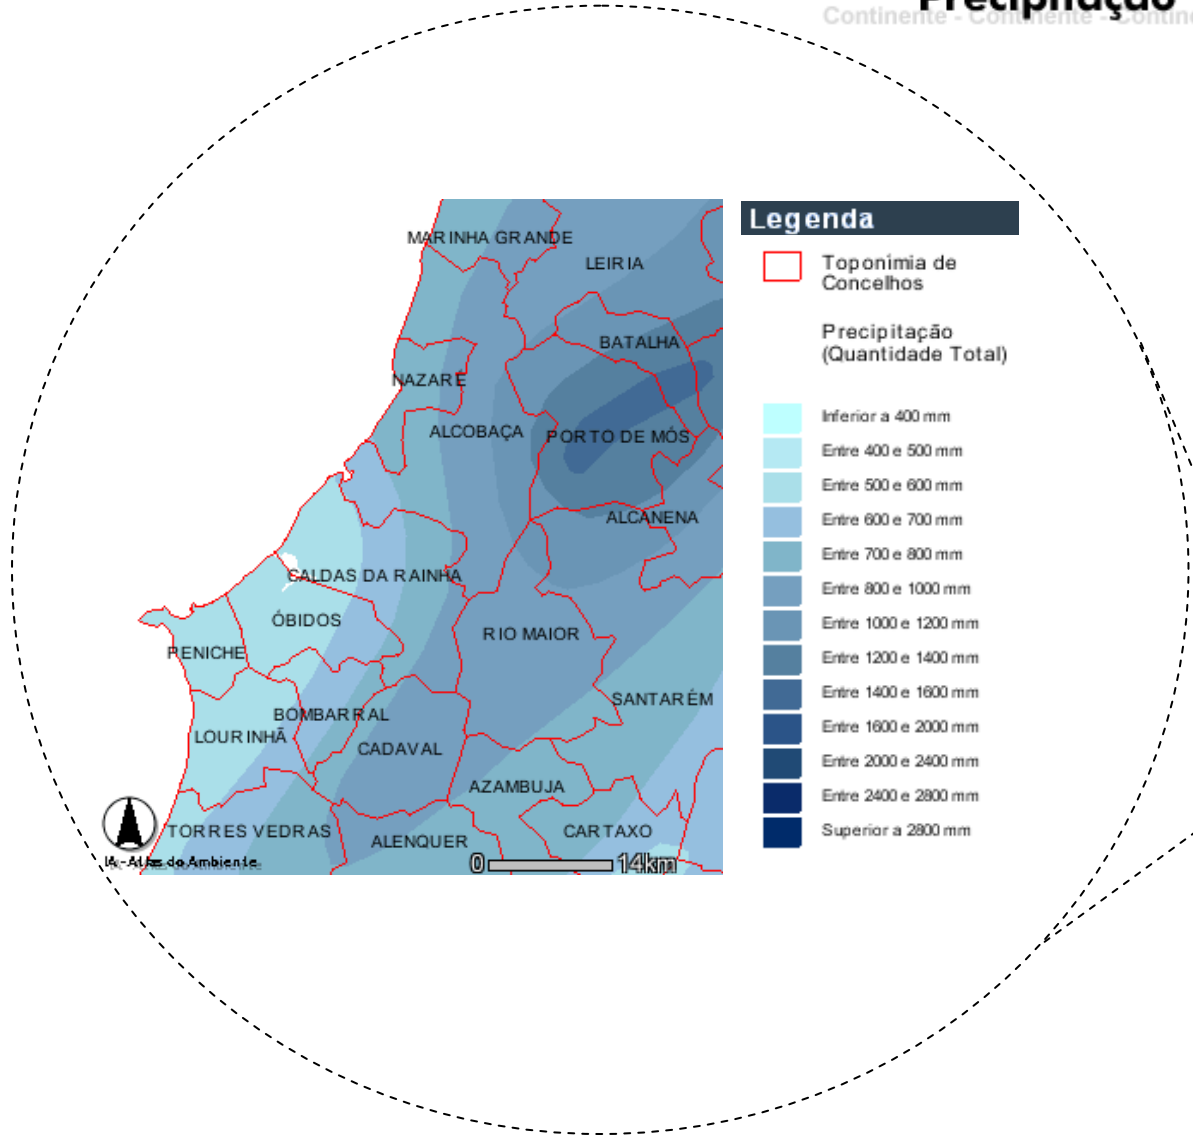 Precipitação
Continente - Continente - Contine
Legenda
Toponimia de
Concelhos
Precipitação
(Quantidade Total)
Inferior a 400 mm
Entre 400 e 500 mm
Entre 500 e 600 mm
Entre 600 e 700 mm
Entre 700 e 800 mm
Entre 800 e 1000 mm
Entre 1000 e 1200 mm
Entre 1200 e 1400 mm
Entre 1400 e 1600 mm
Entre 1600 e 2000 mm
Entre 2000 e 2400 mm
Entre 2400 e 2800 mm
Superior a 2800 mm
MARINHA GRANDE
LEIRIA
BATALHA
NAZARÉ
ALCOBAÇA
PORTO DE MÓS
ALCANENA
CALDAS DA RAINHA
ÓBIDOS
RIO MAIOR
PENICHE
SANTARÉM
BOMBARRAL
LOURINHÃ
CADAVAL
AZAMBUJA
TORRES VEDRAS
CARTAXO
ALENQUER
IA - Atlas do Ambiente
0 14km